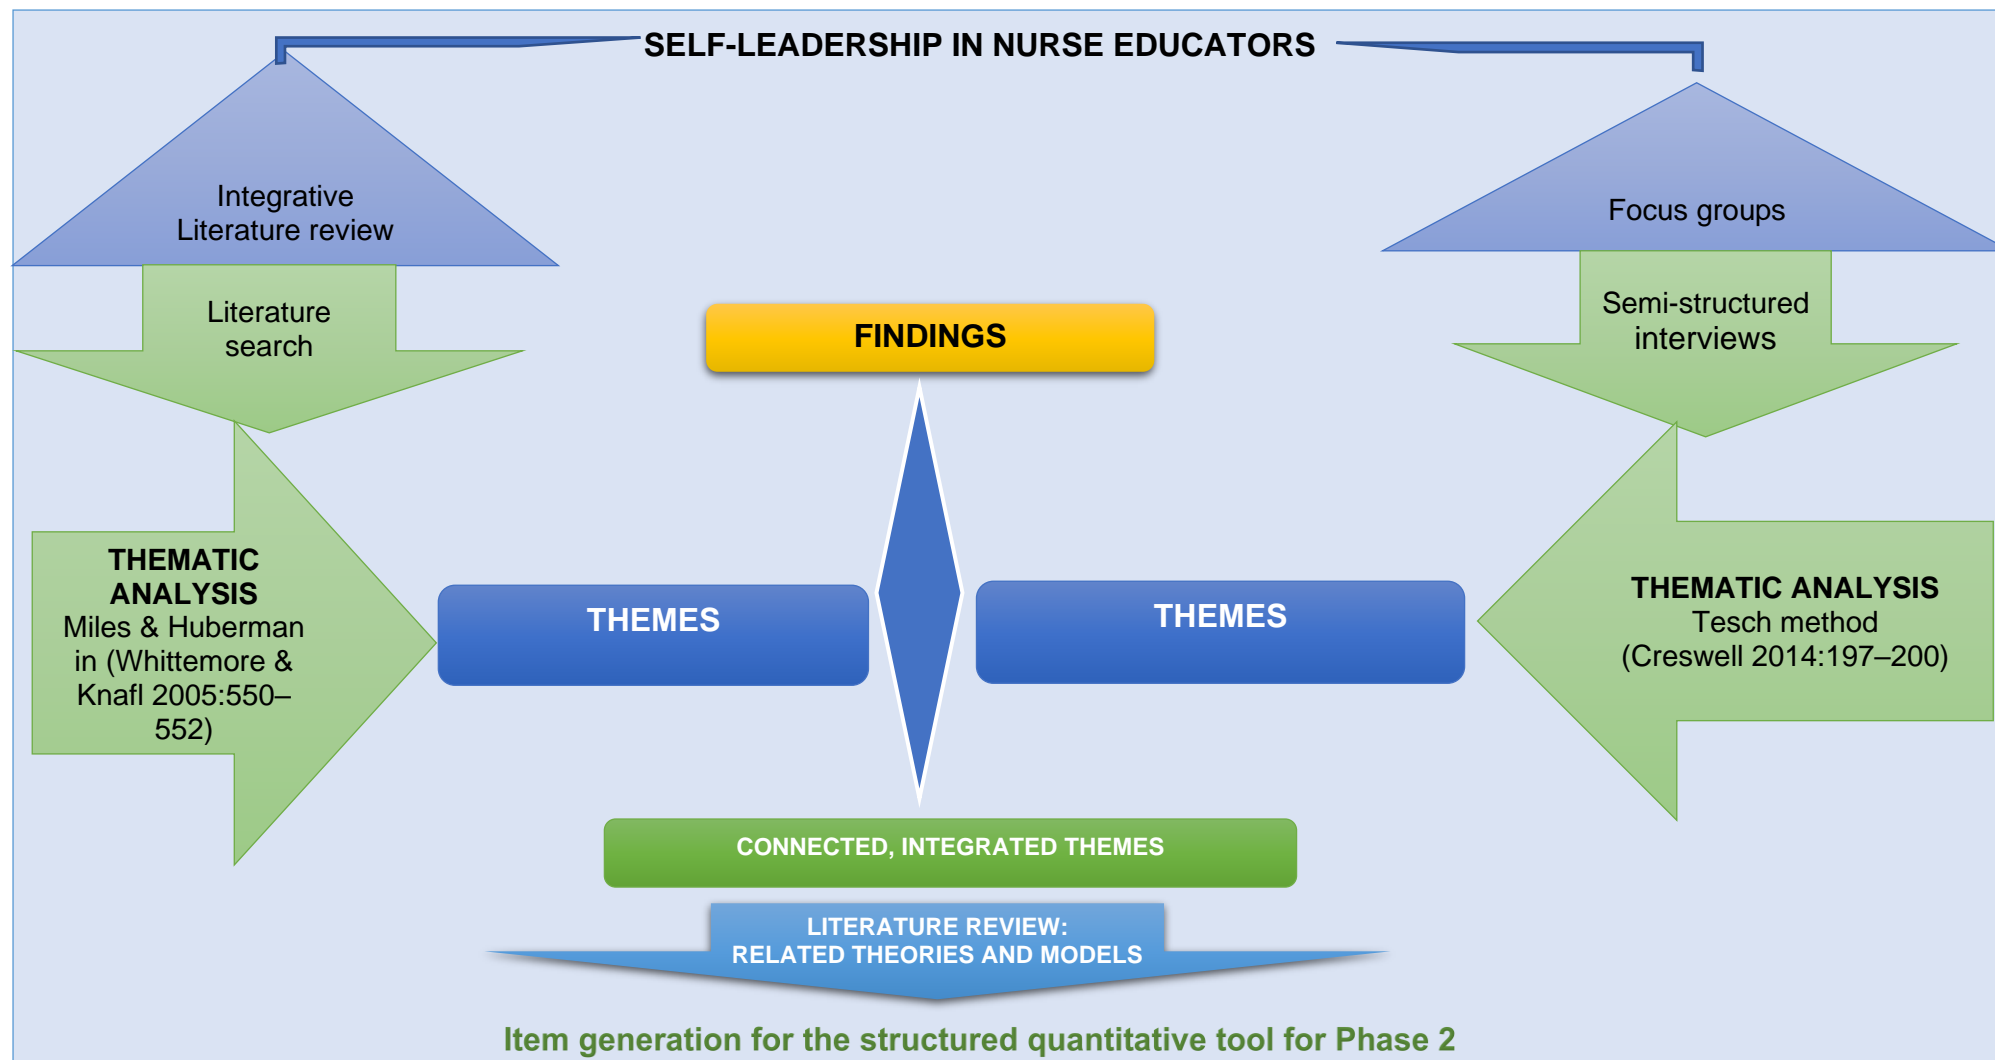 SELF-LEADERSHIP IN NURSE EDUCATORS
Integrative
Literature review
Focus groups
Literature
search
Semi-structured
interviews
FINDINGS
THEMATIC
ANALYSIS
Miles & Huberman
in (Whittemore &
Knafl 2005:550–
552)
THEMES
THEMES
THEMATIC ANALYSIS
Tesch method
(Creswell 2014:197–200)
CONNECTED, INTEGRATED THEMES
LITERATURE REVIEW:
RELATED THEORIES AND MODELS
Item generation for the structured quantitative tool for Phase 2